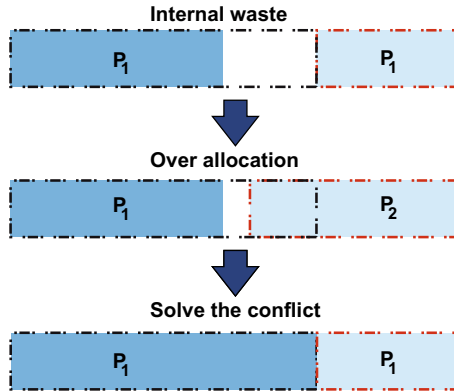 Internal waste
P1 P1
Over allocation
P1 P2
Solve the conflict
P1 P1